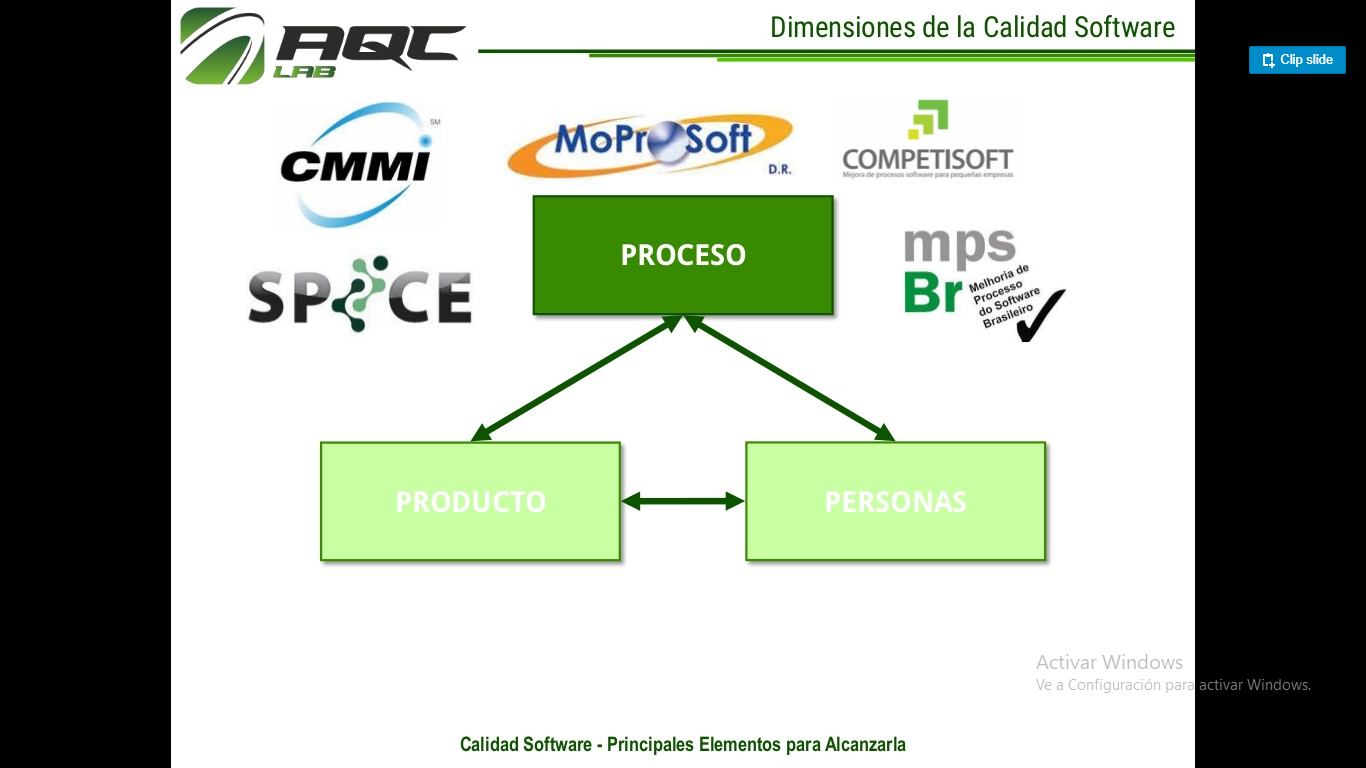 AQC
LAB
Dimensiones de la Calidad Software
Clip slide
CMMI
SM
MoProSoft
D.R.
COMPETISOFT
Mejora de procesos software para pequeñas empresas
PROCESO
SPICE
mps
Br
Melhoria de
Processo
do Software
Brasileiro
PRODUCTO
PERSONAS
Activar Windows
Ve a Configuración para activar Windows.
Calidad Software - Principales Elementos para Alcanzarla